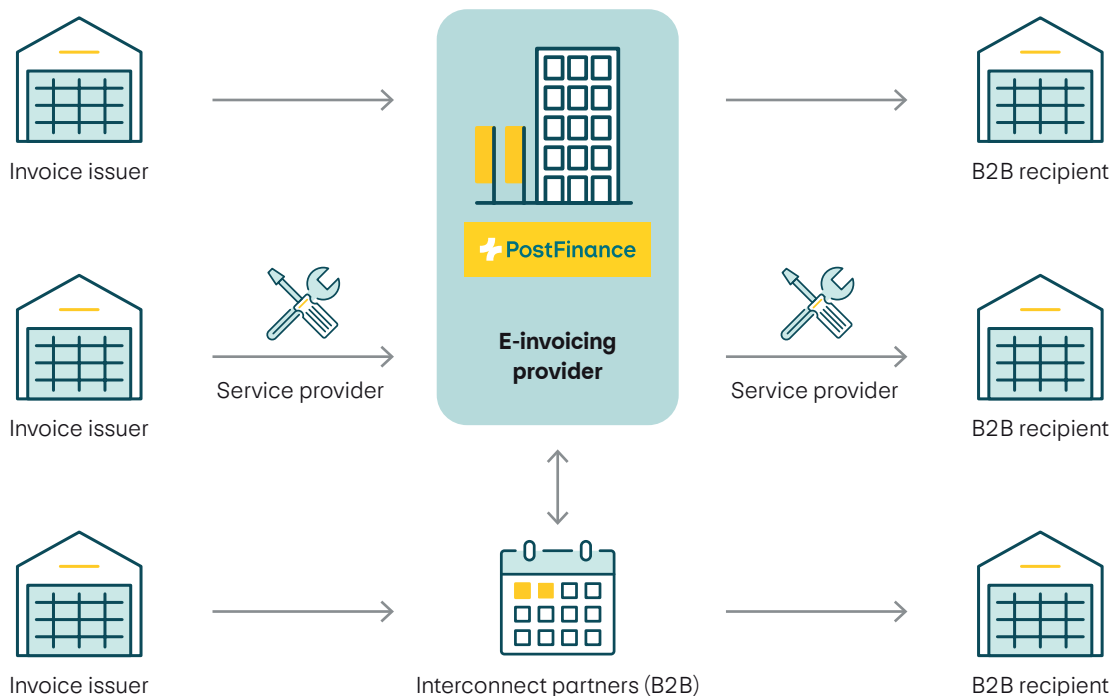 Invoice issuer
B2B recipient
PostFinance
E-invoicing
provider
Service provider
Service provider
Invoice issuer
B2B recipient
Invoice issuer
Interconnect partners (B2B)
B2B recipient